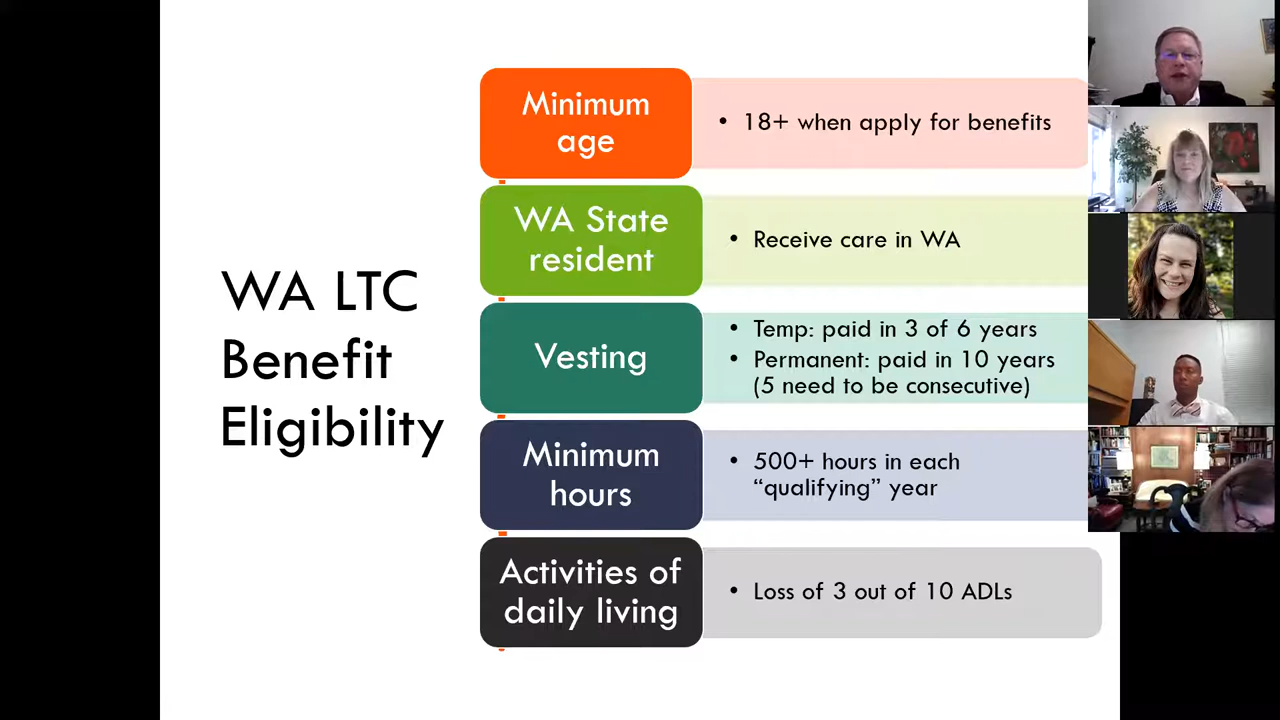 WA LTC
Benefit
Eligibility
Minimum
age
• 18+ when apply for benefits
WA State
resident
• Receive care in WA
Vesting
• Temp: paid in 3 of 6 years
• Permanent: paid in 10 years
(5 need to be consecutive)
Minimum
hours
• 500+ hours in each
“qualifying” year
Activities of
daily living
• Loss of 3 out of 10 ADLs